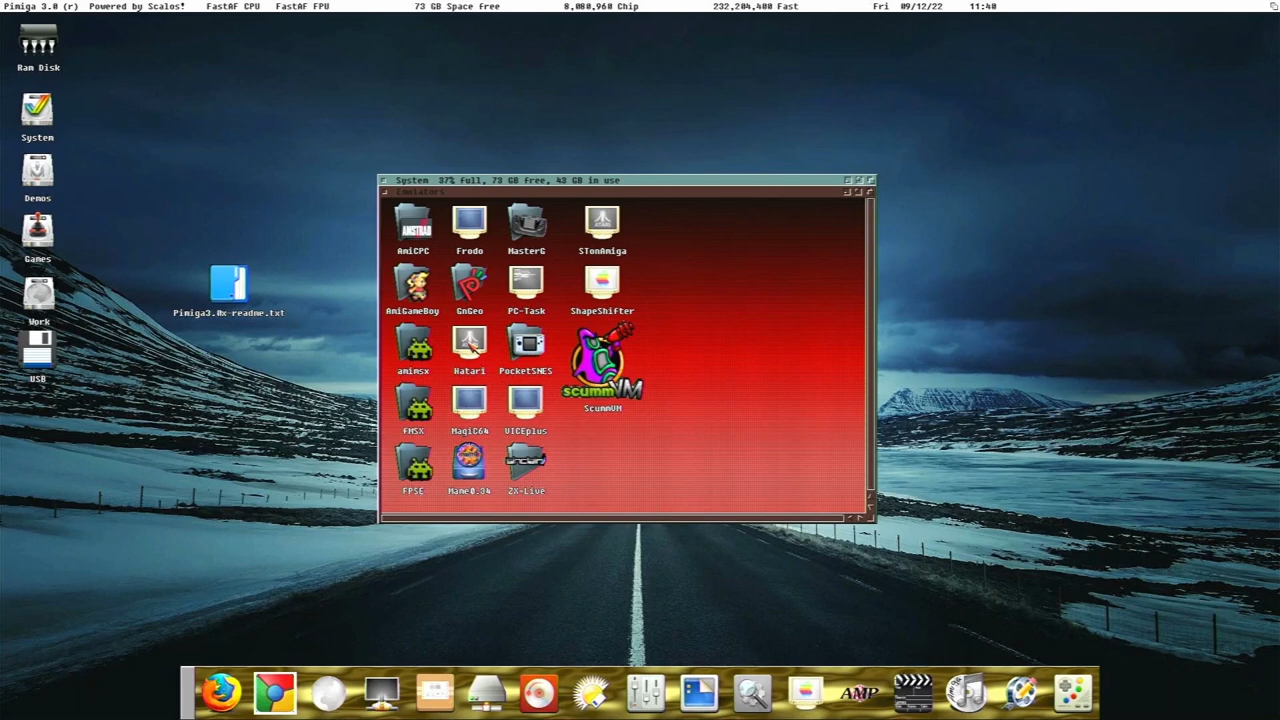 Pimiga 3.0 (r) Powered by Scalos! FastAF CPU FastAF FPU 73 GB Space Free 8,080,960 Chip 232,204,400 Fast Fri 09/12/22 11:40
Ram Disk
System
Demos
Games
Work
USB
Pimiga3.0x-readme.txt
System 37% full, 73 GB free, 43 GB in use
Emulators
AMSTRAD
ATARI
AmiCPC Frodo MasterG STonAmiga
AmiGameBoy GnGeo PC-Task ShapeShifter
amimsx Hatari PocketSNES
scummVM
ScummVM
FMSX MagiC64 VICEplus
FPSE Mame0.34 ZX-Live
AMP